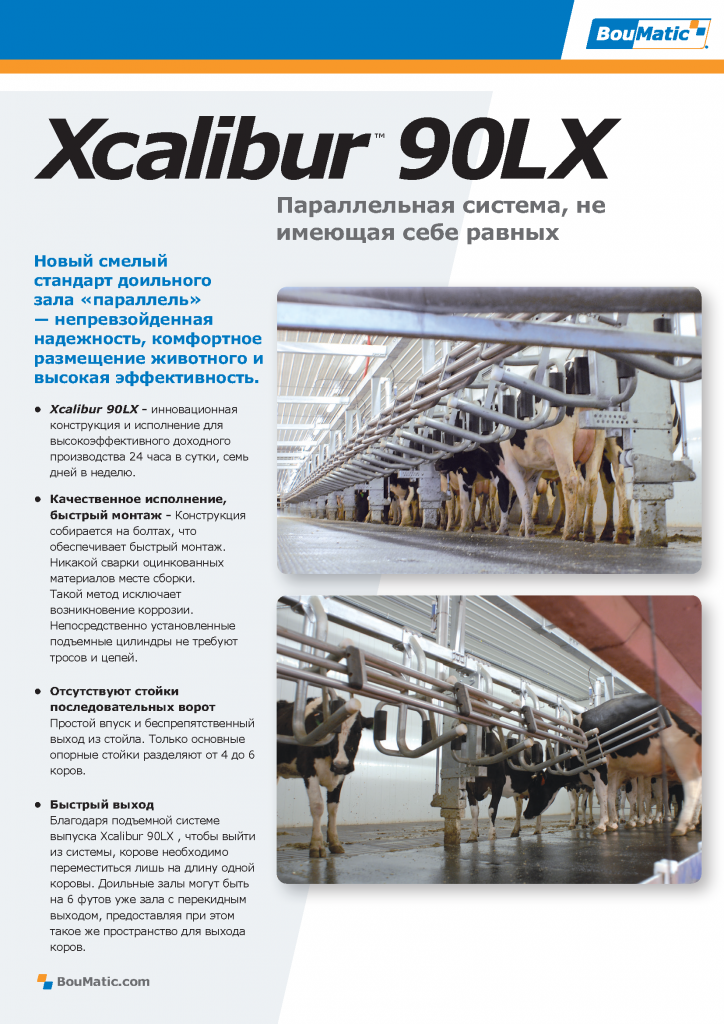 BouMatic
Xcalibur™ 90LX
Параллельная система, не
имеющая себе равных
Новый смелый
стандарт доильного
зала «параллель»
— непревзойденная
надежность, комфортное
размещение животного и
высокая эффективность.
• Xcalibur 90LX – инновационная
конструкция и исполнение для
высокоэффективного доходного
производства 24 часа в сутки, семь
дней в неделю.
• Качественное исполнение,
быстрый монтаж – Конструкция
собирается на болтах, что
обеспечивает быстрый монтаж.
Никакой сварки оцинкованных
материалов месте сборки.
Такой метод исключает
возникновение коррозии.
Непосредственно установленные
подъемные цилиндры не требуют
тросов и цепей.
• Отсутствуют стойки
последовательных ворот
Простой впуск и беспрепятственный
выход из стойла. Только основные
опорные стойки разделяют от 4 до 6
коров.
• Быстрый выход
Благодаря подъемной системе
выпуска Xcalibur 90LX , чтобы выйти
из системы, корове необходимо
переместиться лишь на длину одной
коровы. Доильные залы могут быть
на 6 футов уже зала с перекидным
выходом, предоставляя при этом
такое же пространство для выхода
коров.
BouMatic.com